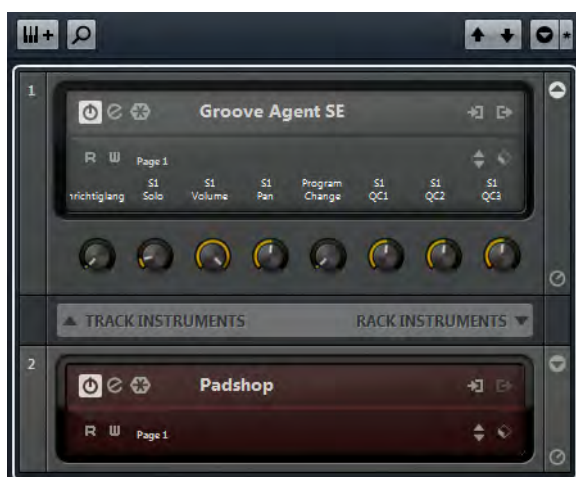 1
Groove Agent SE
R W Page 1
nrichtiglang S1 Solo S1 Volume S1 Pan Program Change S1 QC1 S1 QC2 S1 QC3
TRACK INSTRUMENTS RACK INSTRUMENTS
2
Padshop
R W Page 1